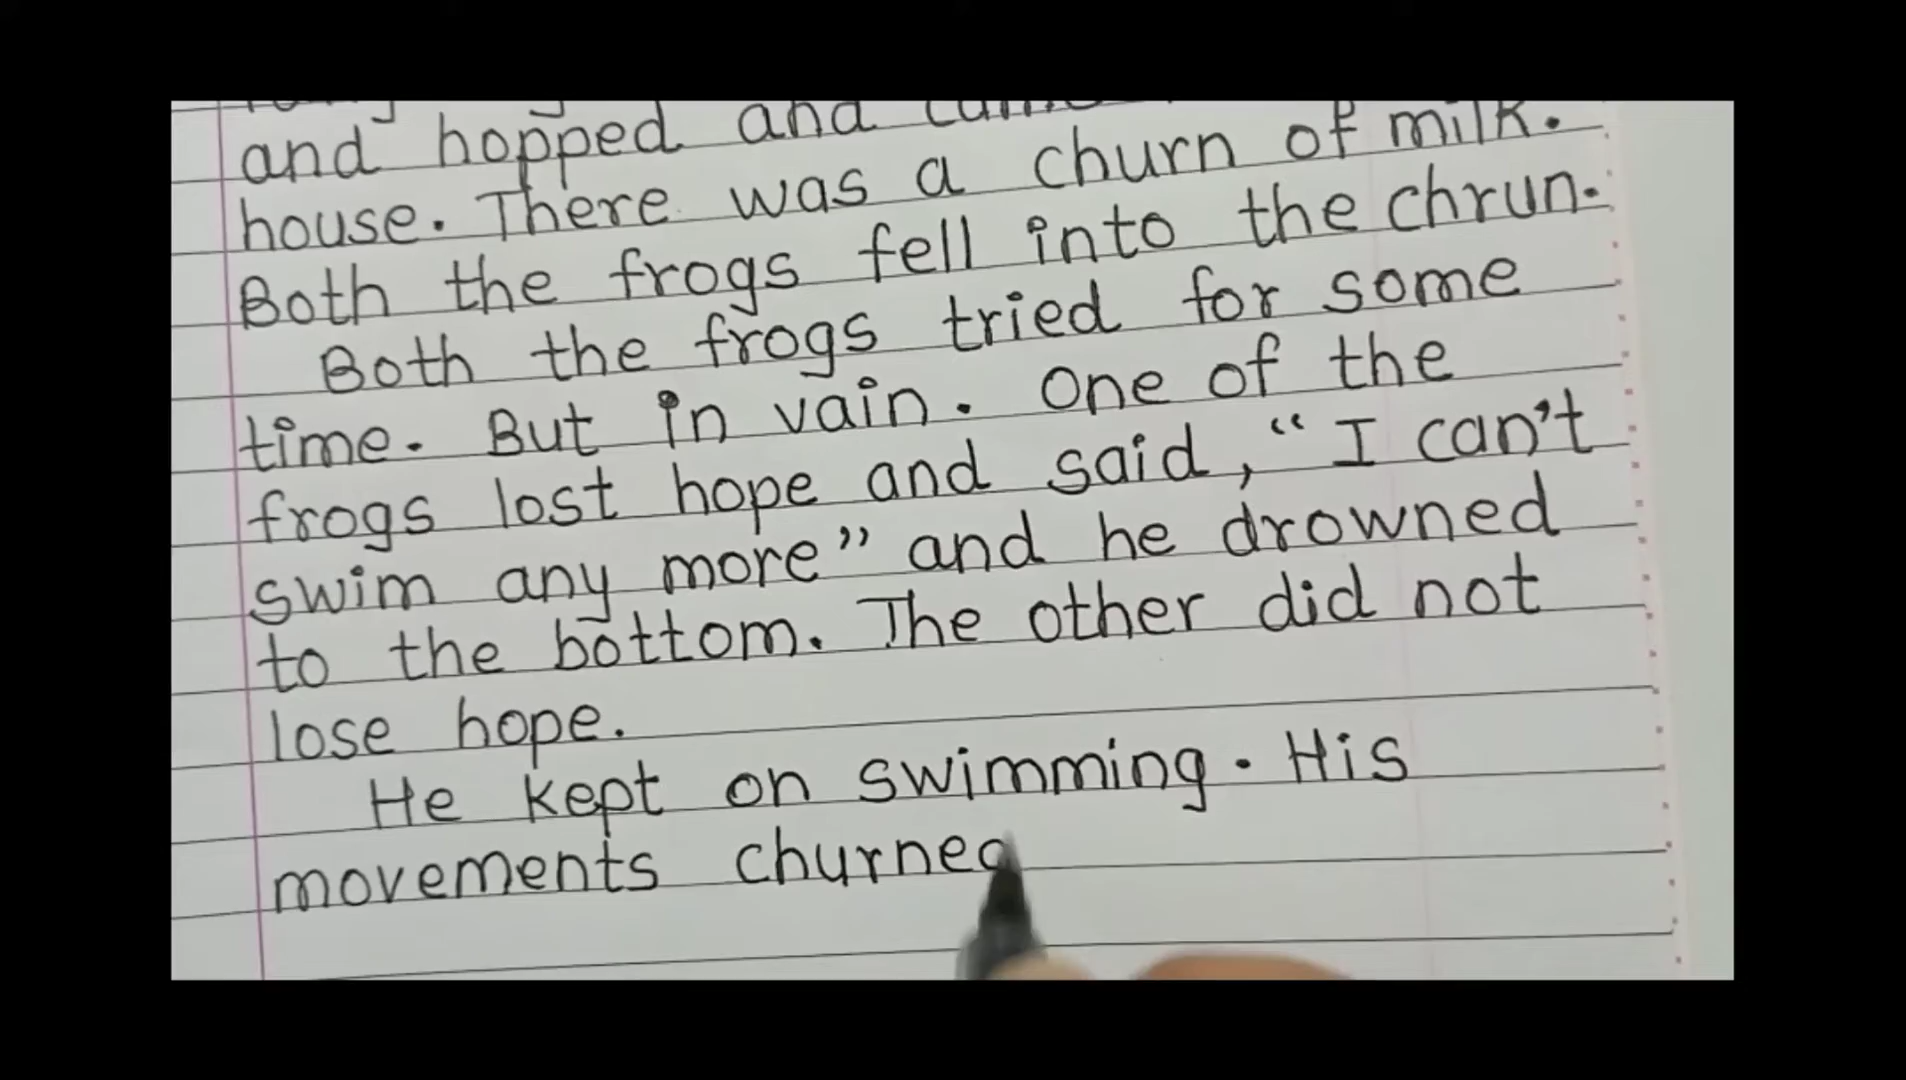 and hopped and
house. There was a churn of milk.
Both the frogs fell into the chrun.
Both the frogs tried for some
time. But in vain. One of the
frogs lost hope and said, “I can't
swim any more” and he drowned
to the bottom. The other did not
lose hope.
He kept on swimming. His
movements churned